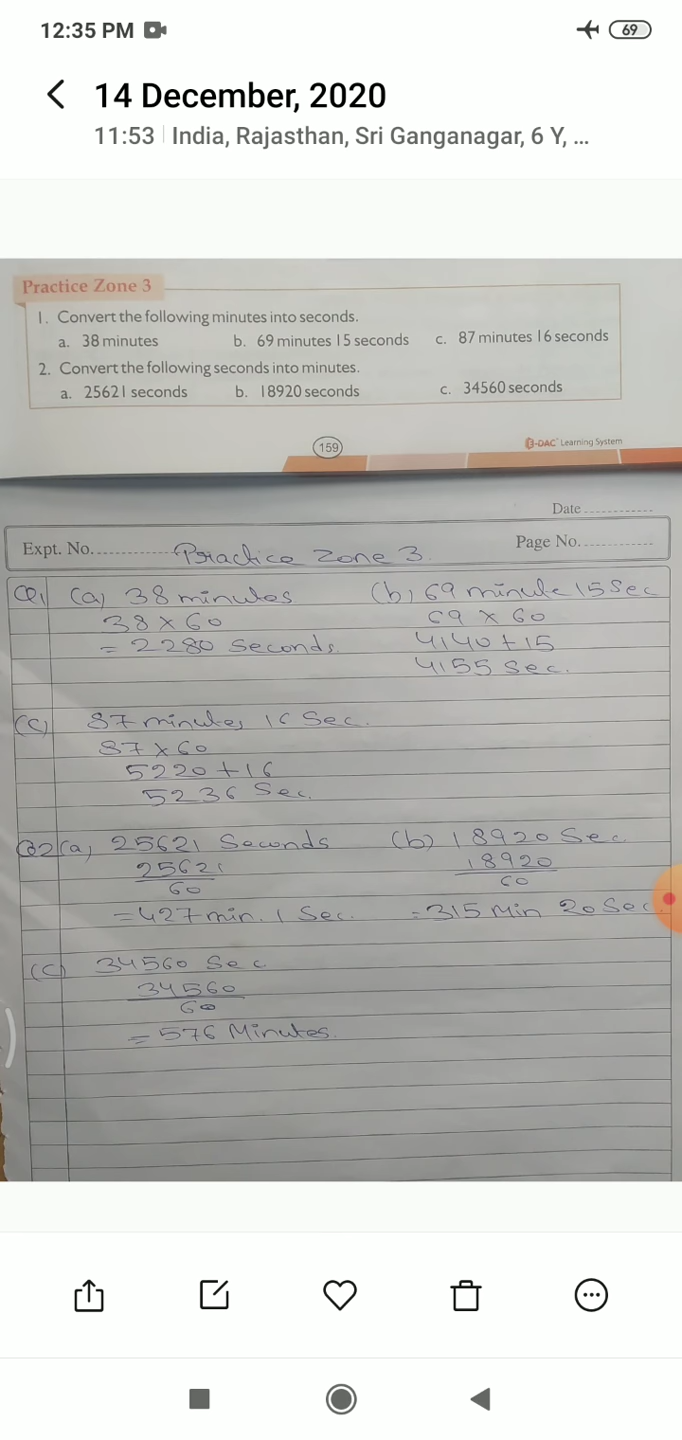 12:35 PM
69
14 December, 2020
11:53 | India, Rajasthan, Sri Ganganagar, 6 Y, ...
Practice Zone 3
1. Convert the following minutes into seconds.
a. 38 minutes b. 69 minutes 15 seconds c. 87 minutes 16 seconds
2. Convert the following seconds into minutes.
a. 25621 seconds b. 18920 seconds c. 34560 seconds
159
-DAC Learning System
Date ............
Expt. No............. Practice Zone 3. Page No.............
Q1 (a) 38 minutes (b) 69 minute 15 Sec
38 x 60 69 x 60
= 2280 Seconds. 4140 + 15
4155 Sec.
(c) 87 minutes 16 Sec.
87 x 60
5220 + 16
5236 Sec.
Q2 (a) 25621 Seconds (b) 18920 Sec.
25621 18920
60 60
= 427 min. 1 Sec. = 315 Min 20 Sec.
(c) 34560 Sec
34560
60
= 576 Minutes.